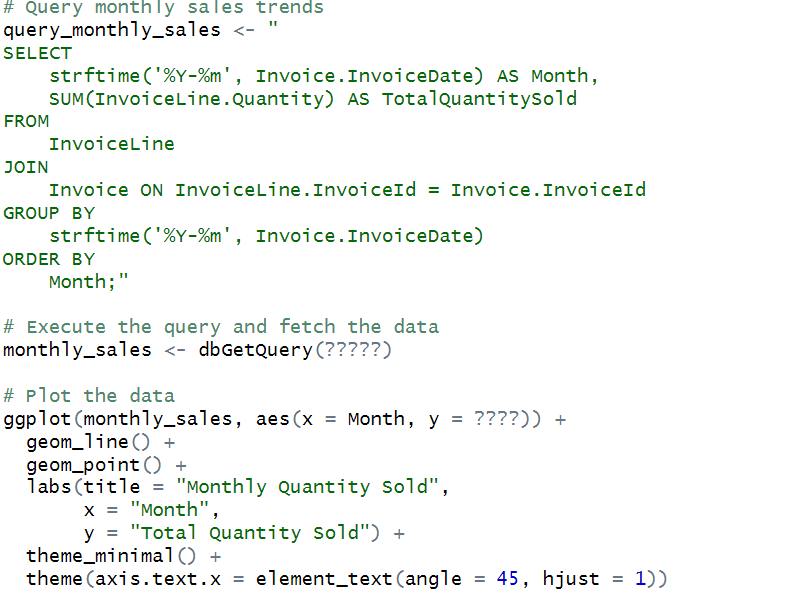 # Query monthly sales trends
query_monthly_sales <- "
SELECT
    strftime('%Y-%m', Invoice.InvoiceDate) AS Month,
    SUM(InvoiceLine.Quantity) AS TotalQuantitySold
FROM
    InvoiceLine
JOIN
    Invoice ON InvoiceLine.InvoiceId = Invoice.InvoiceId
GROUP BY
    strftime('%Y-%m', Invoice.InvoiceDate)
ORDER BY
    Month;"
# Execute the query and fetch the data
monthly_sales <- dbGetQuery(?????)
# Plot the data
ggplot(monthly_sales, aes(x = Month, y = ????)) +
  geom_line() +
  geom_point() +
  labs(title = "Monthly Quantity Sold",
       x = "Month",
       y = "Total Quantity Sold") +
  theme_minimal() +
  theme(axis.text.x = element_text(angle = 45, hjust = 1))